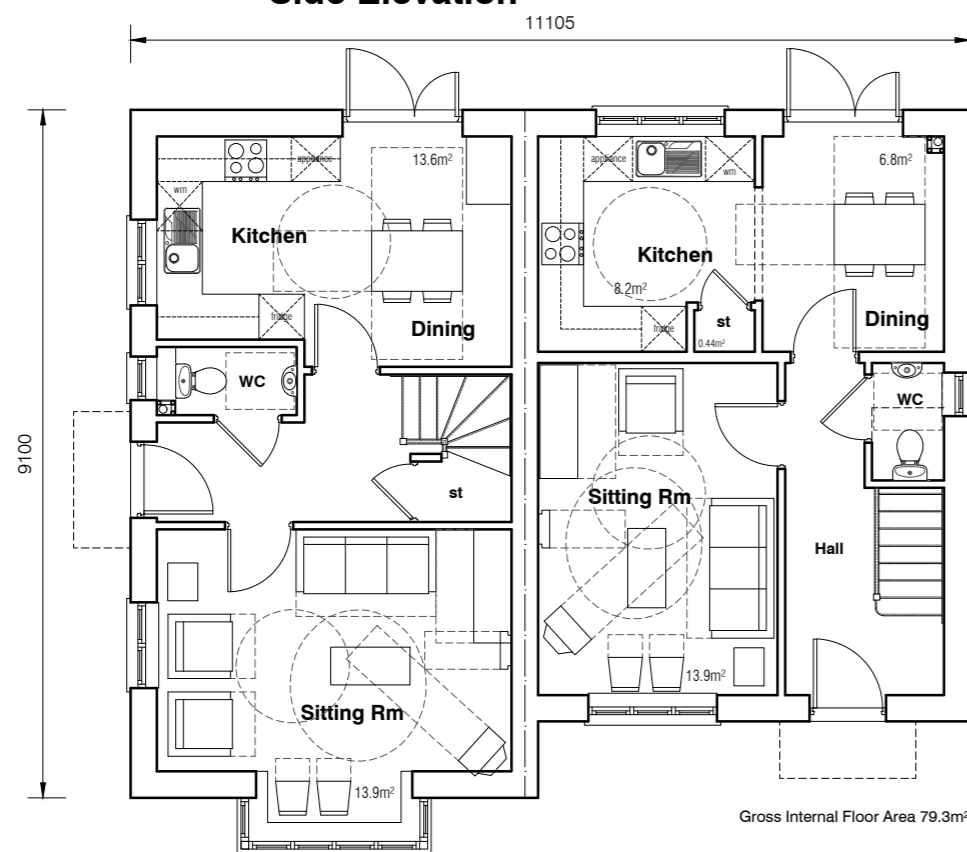 Side Elevation
11105
9100
appliance
13.6m²
wm
Kitchen
fridge
Dining
WC
st
Sitting Rm
13.9m²
appliance
wm
6.8m²
Kitchen
8.2m²
fridge
st
0.44m²
Dining
WC
Sitting Rm
Hall
13.9m²
Gross Internal Floor Area 79.3m²